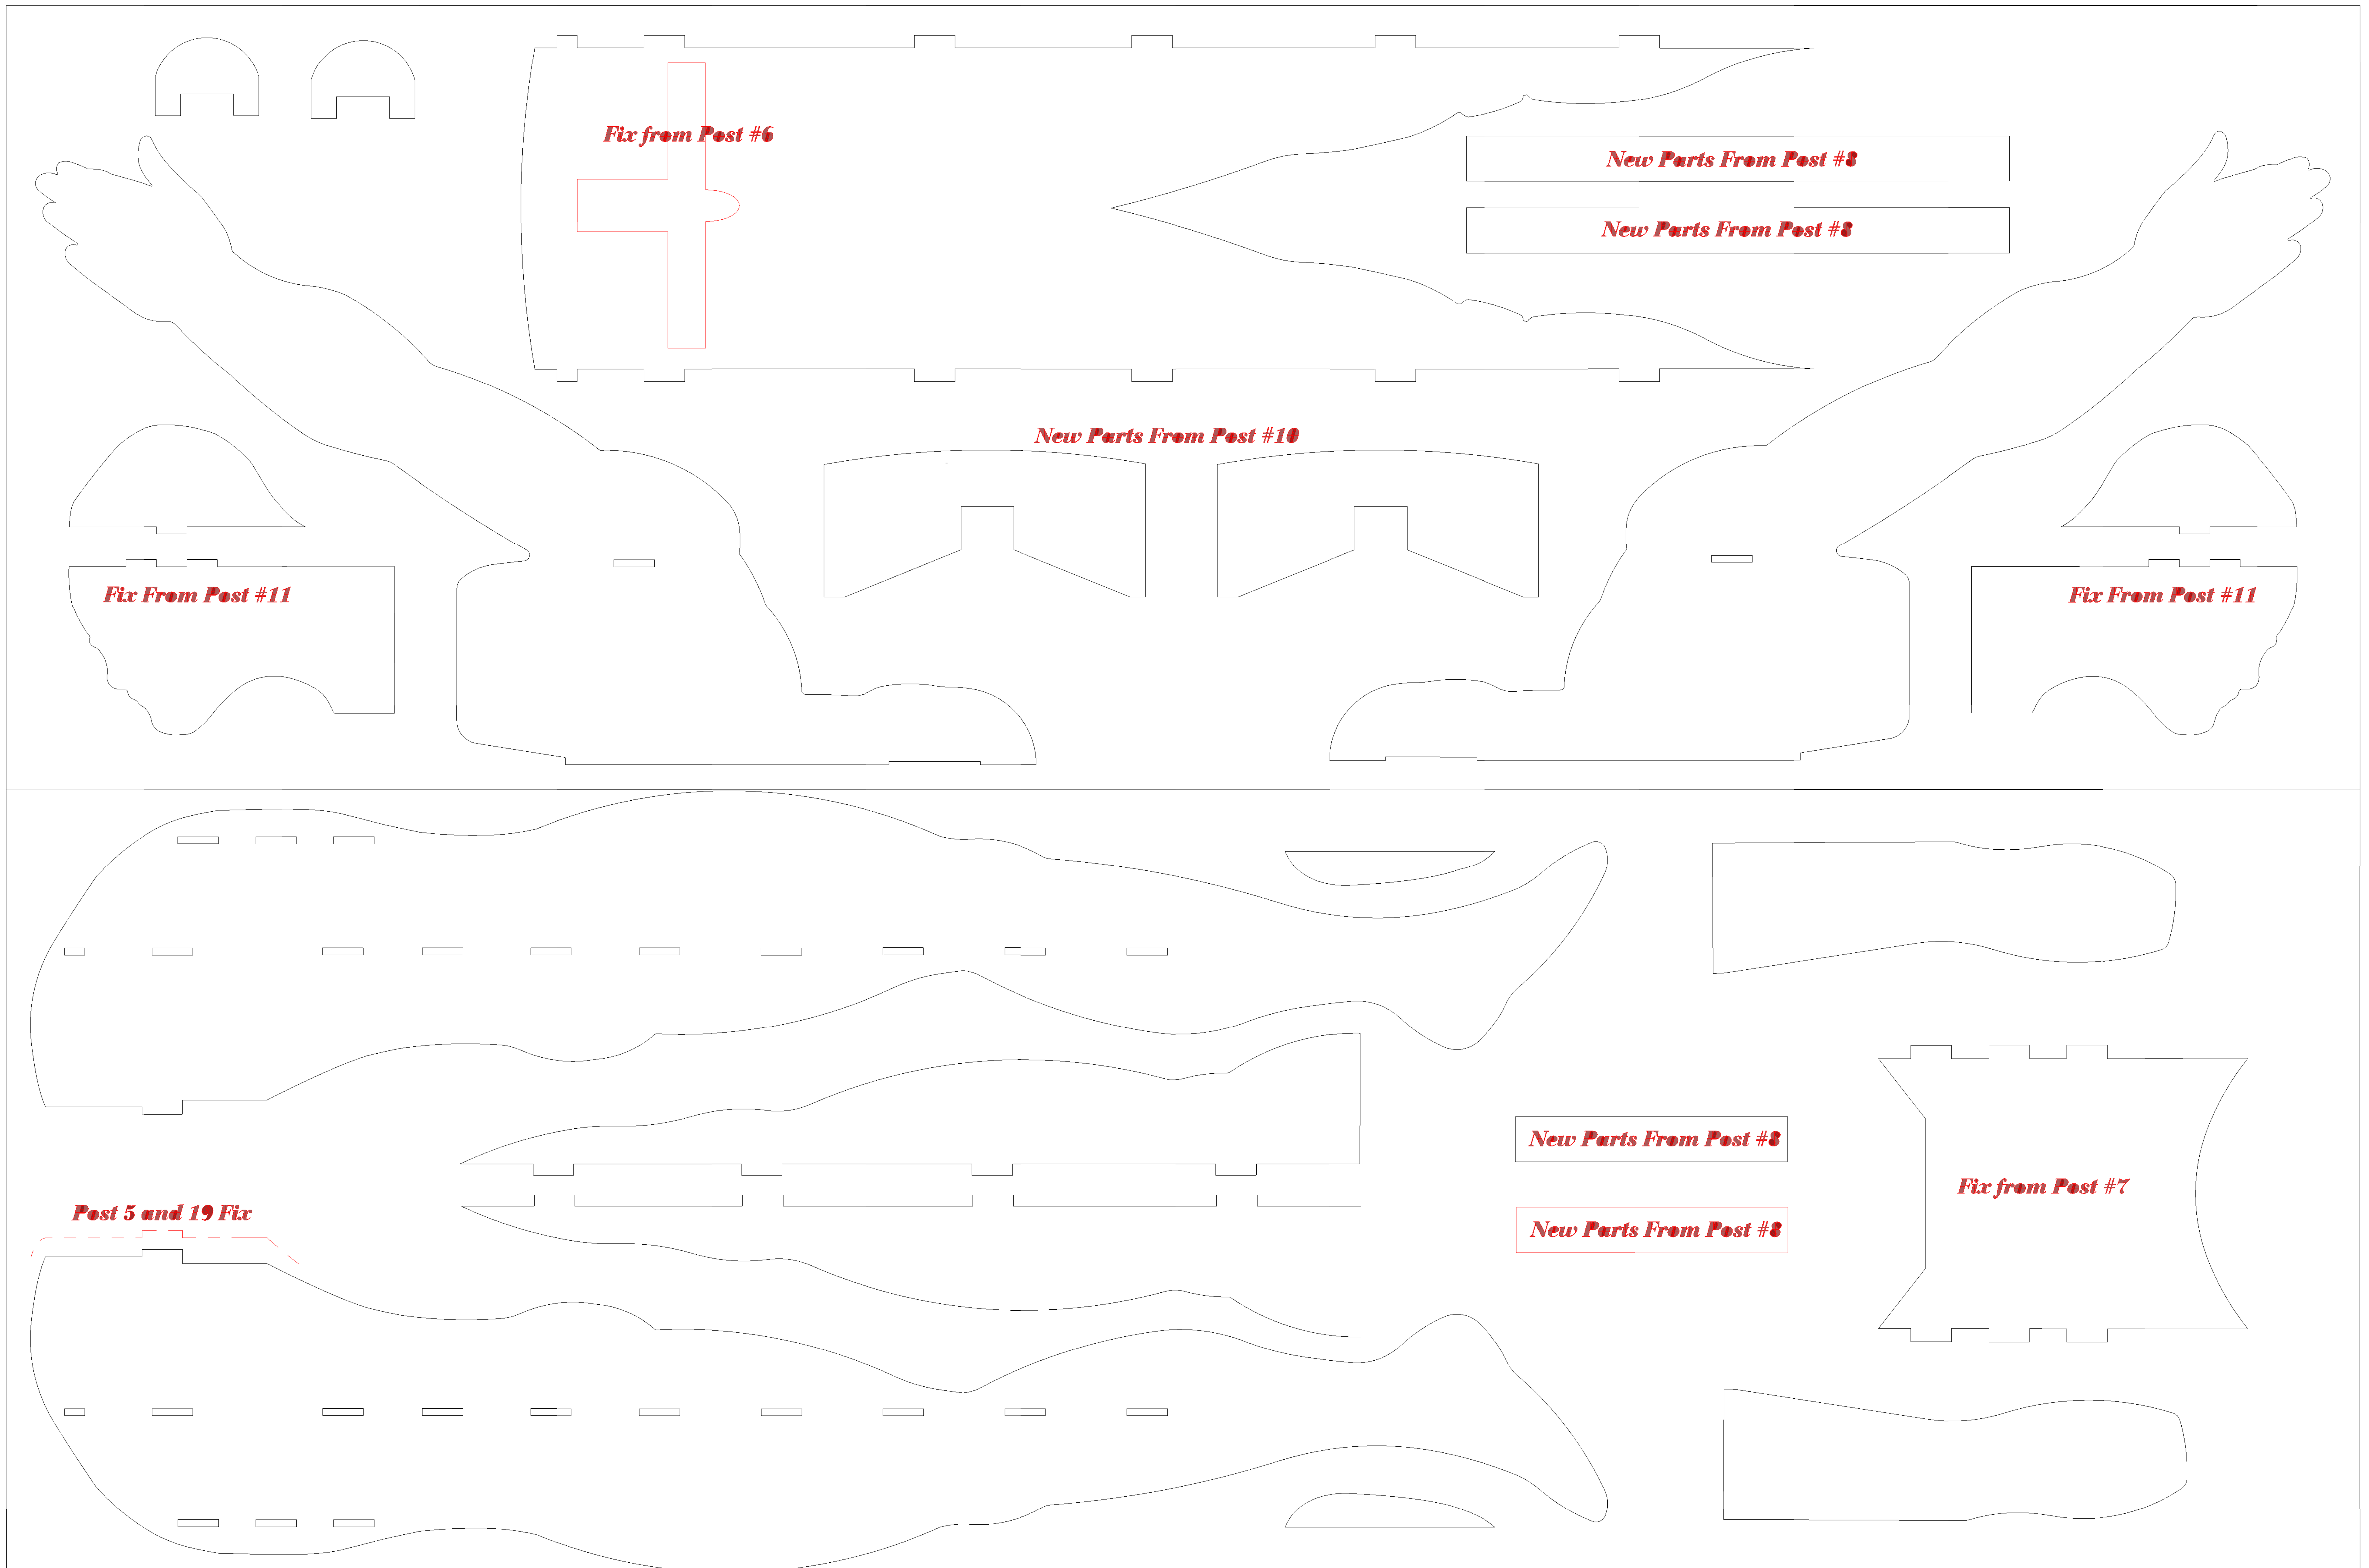 Fix from Post #6
New Parts From Post #8
New Parts From Post #8
New Parts From Post #10
Fix From Post #11
Fix From Post #11
New Parts From Post #8
Fix from Post #7
Post 5 and 19 Fix
New Parts From Post #8